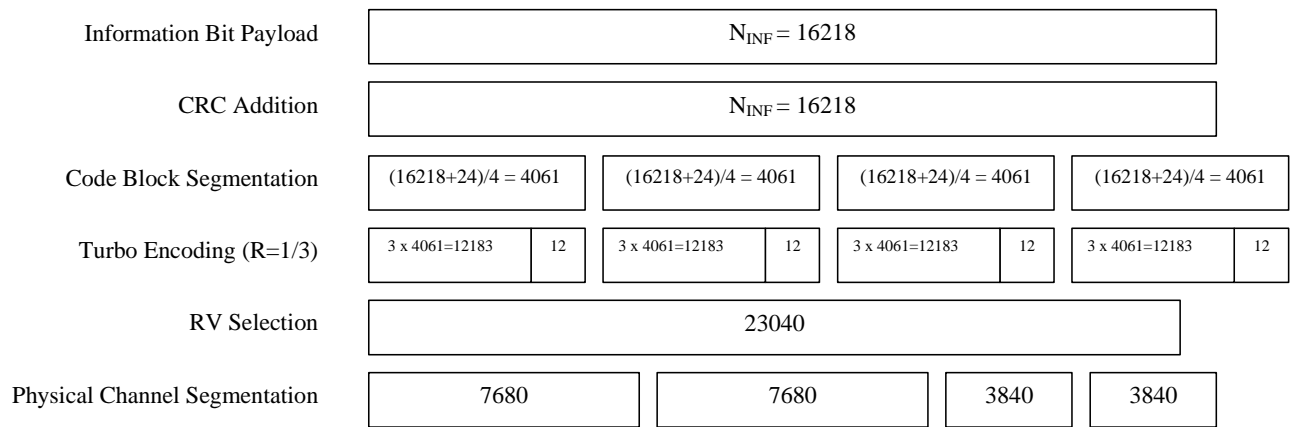 Information Bit Payload N_INF = 16218
CRC Addition N_INF = 16218
Code Block Segmentation (16218+24)/4 = 4061 (16218+24)/4 = 4061 (16218+24)/4 = 4061 (16218+24)/4 = 4061
Turbo Encoding (R=1/3) 3 x 4061=12183 12 3 x 4061=12183 12 3 x 4061=12183 12 3 x 4061=12183 12
RV Selection 23040
Physical Channel Segmentation 7680 7680 3840 3840